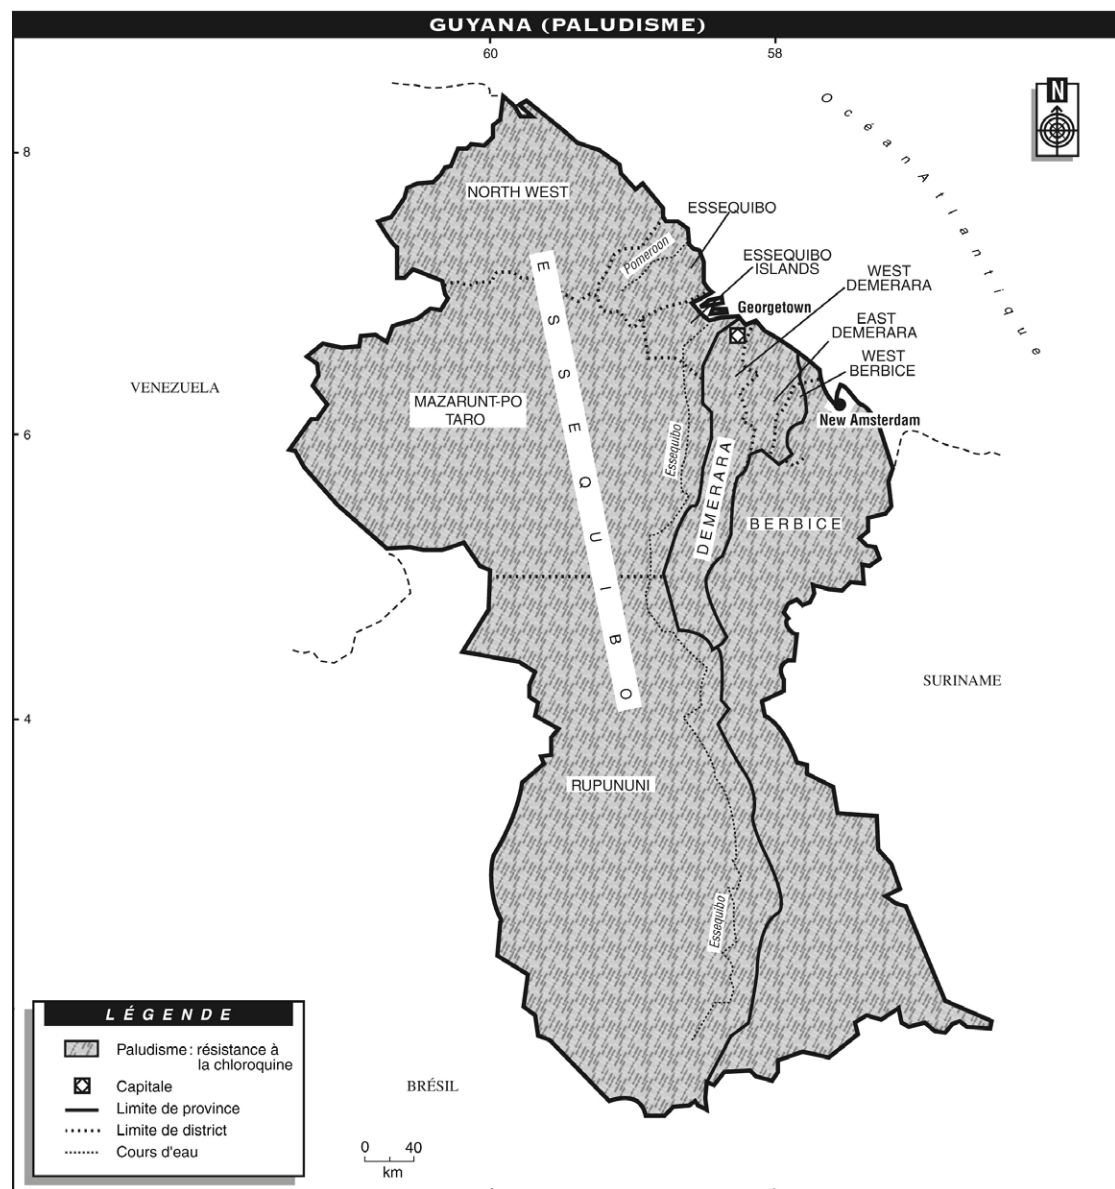 GUYANA (PALUDISME)
60
58
N
Océan Atlantique
8
NORTH WEST
ESSEQUIBO
Pomeroon
ESSEQUIBO
ISLANDS
WEST
DEMERARA
Georgetown
EAST
DEMERARA
WEST
BERBICE
VENEZUELA
MAZARUNT-PO
TARO
ESSEQUIBO
6
New Amsterdam
Essequibo
DEMERARA
BERBICE
SURINAME
4
RUPUNUNI
Essequibo
LÉGENDE
Paludisme : résistance à
la chloroquine
Capitale
Limite de province
Limite de district
Cours d'eau
BRÉSIL
0 40
km